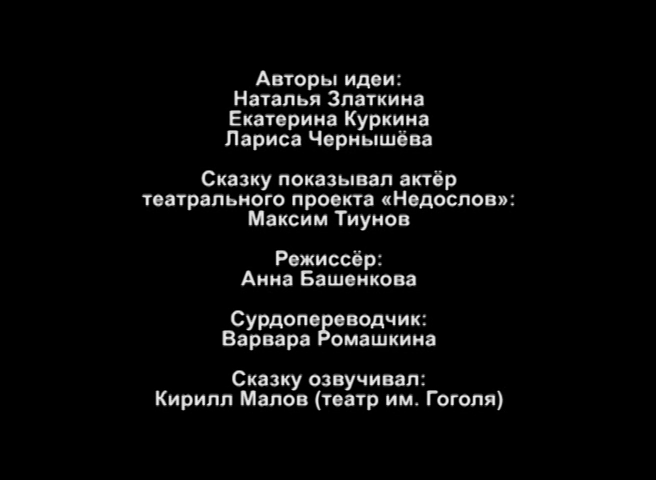 Авторы идеи:
Наталья Златкина
Екатерина Куркина
Лариса Чернышёва
Сказку показывал актёр
театрального проекта «Недослов»:
Максим Тиунов
Режиссёр:
Анна Башенкова
Сурдопереводчик:
Варвара Ромашкина
Сказку озвучивал:
Кирилл Малов (театр им. Гоголя)